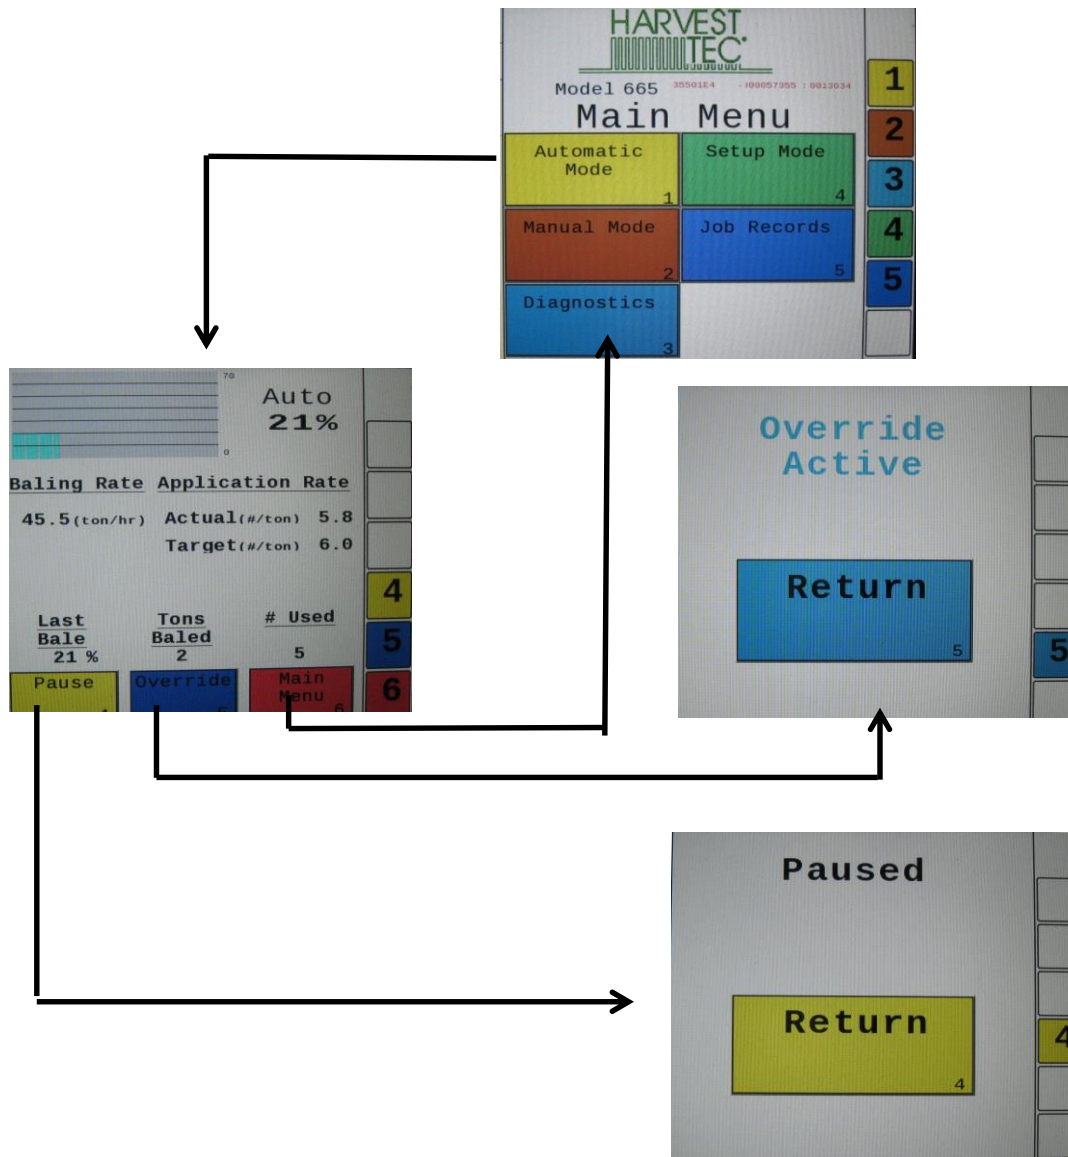 HARVEST
TEC
Model 665
Main Menu
Automatic
Mode
1
Setup Mode
4
Manual Mode
2
Job Records
5
Diagnostics
3
1
2
3
4
5
70
0
Auto
21%
Baling Rate
Application Rate
45.5(ton/hr)
Actual(#/ton) 5.8
Target(#/ton) 6.0
Last
Bale
21 %
Tons
Baled
2
# Used
5
Pause
Override
Main
Menu
6
4
5
6
Override
Active
Return
5
5
Paused
Return
4
4